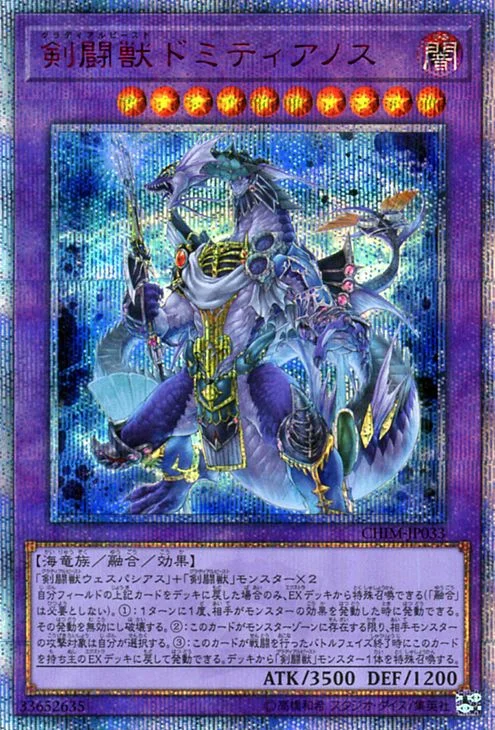 グラディアルビースト
剣闘獣ドミティアノス
闇
CHIM-JP033
【海竜族／融合／効果】
「剣闘獣ウェスパシアス」＋「剣闘獣」モンスター×２
自分フィールドの上記カードをデッキに戻した場合のみ、EXデッキから特殊召喚できる(「融合」
は必要としない)。①：１ターンに１度、相手がモンスターの効果を発動した時に発動できる。
その発動を無効にし破壊する。②：このカードがモンスターゾーンに存在する限り、相手モンスター
の攻撃対象は自分が選択する。③：このカードが戦闘を行ったバトルフェイズ終了時にこのカード
を持ち主のEXデッキに戻して発動できる。デッキから「剣闘獣」モンスター１体を特殊召喚する。
ATK/3500 DEF/1200
33652635
©高橋和希 スタジオ・ダイス/集英社